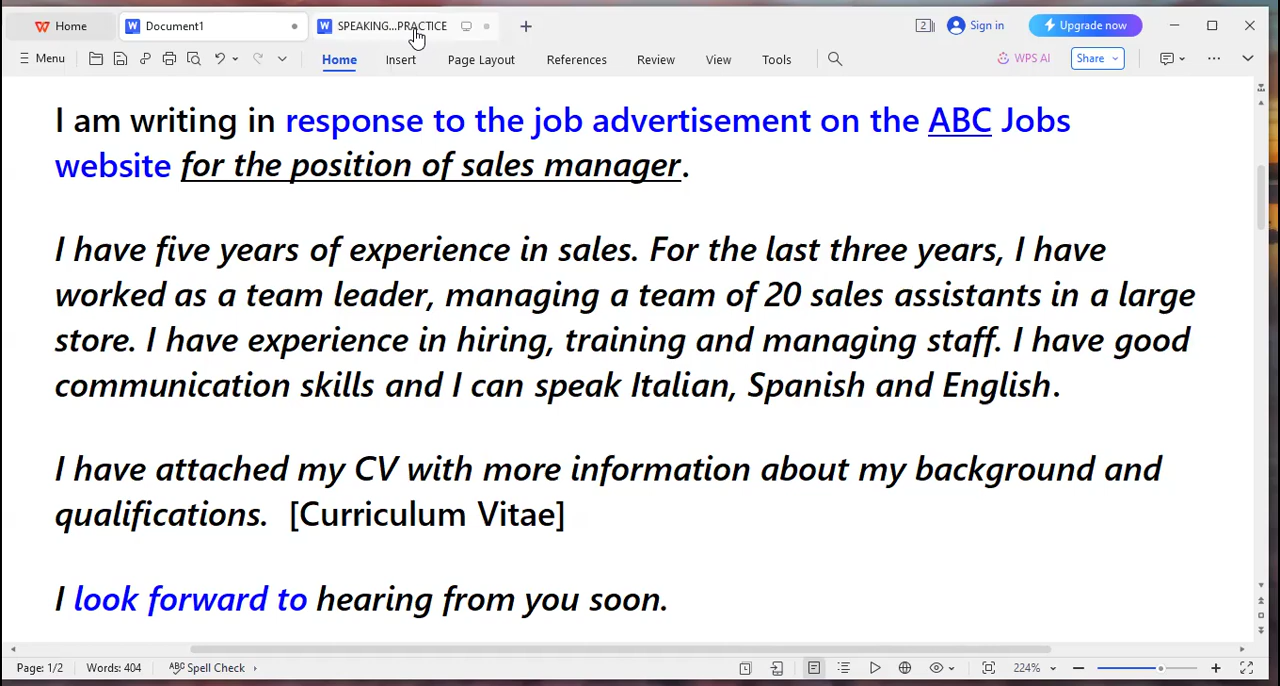 Home Document1 SPEAKING...PRACTICE 2 Sign in Upgrade now
Menu Home Insert Page Layout References Review View Tools WPS AI Share
I am writing in response to the job advertisement on the ABC Jobs
website for the position of sales manager.
I have five years of experience in sales. For the last three years, I have
worked as a team leader, managing a team of 20 sales assistants in a large
store. I have experience in hiring, training and managing staff. I have good
communication skills and I can speak Italian, Spanish and English.
I have attached my CV with more information about my background and
qualifications. [Curriculum Vitae]
I look forward to hearing from you soon.
Page: 1/2 Words: 404 ABC Spell Check 224%